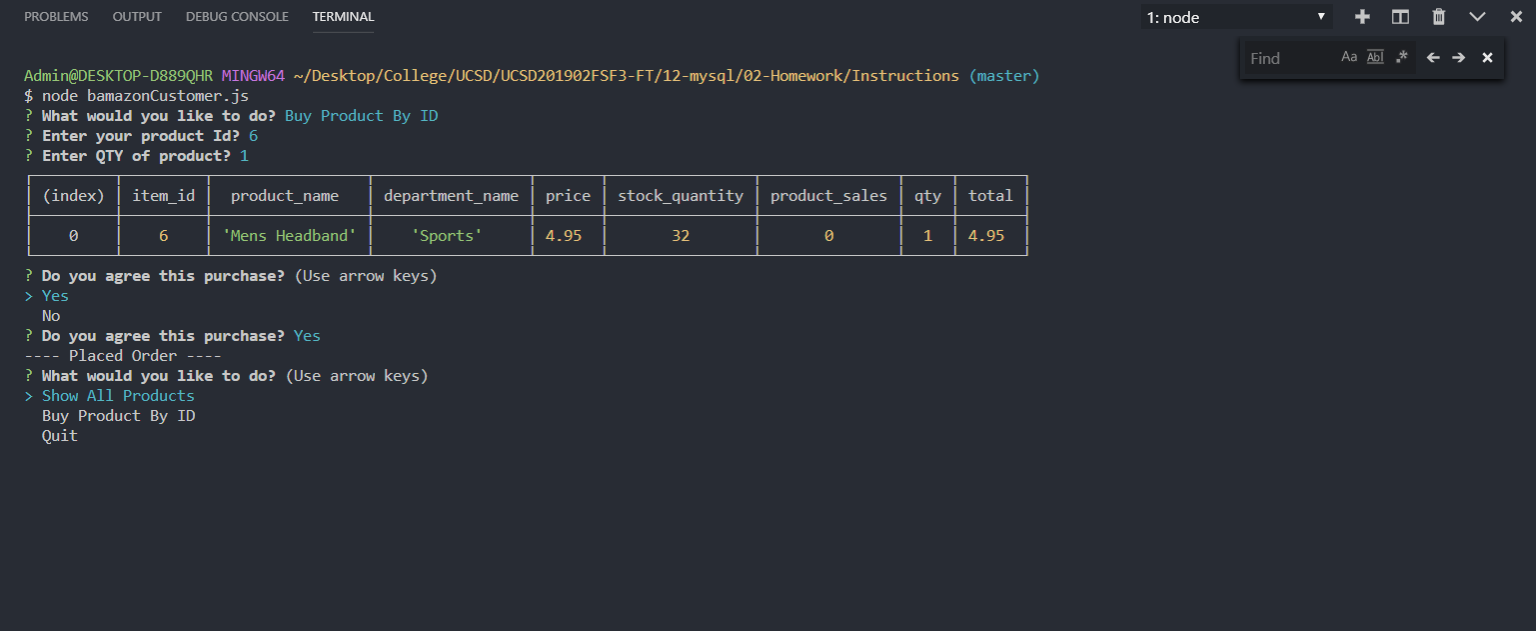 PROBLEMS OUTPUT DEBUG CONSOLE TERMINAL 1: node
Find Aa Abl .*
Admin@DESKTOP-D889QHR MINGW64 ~/Desktop/College/UCSD/UCSD201902FSF3-FT/12-mysql/02-Homework/Instructions (master)
$ node bamazonCustomer.js
? What would you like to do? Buy Product By ID
? Enter your product Id? 6
? Enter QTY of product? 1
(index) item_id product_name department_name price stock_quantity product_sales qty total
0 6 'Mens Headband' 'Sports' 4.95 32 0 1 4.95
? Do you agree this purchase? (Use arrow keys)
> Yes
No
? Do you agree this purchase? Yes
---- Placed Order ----
? What would you like to do? (Use arrow keys)
> Show All Products
Buy Product By ID
Quit